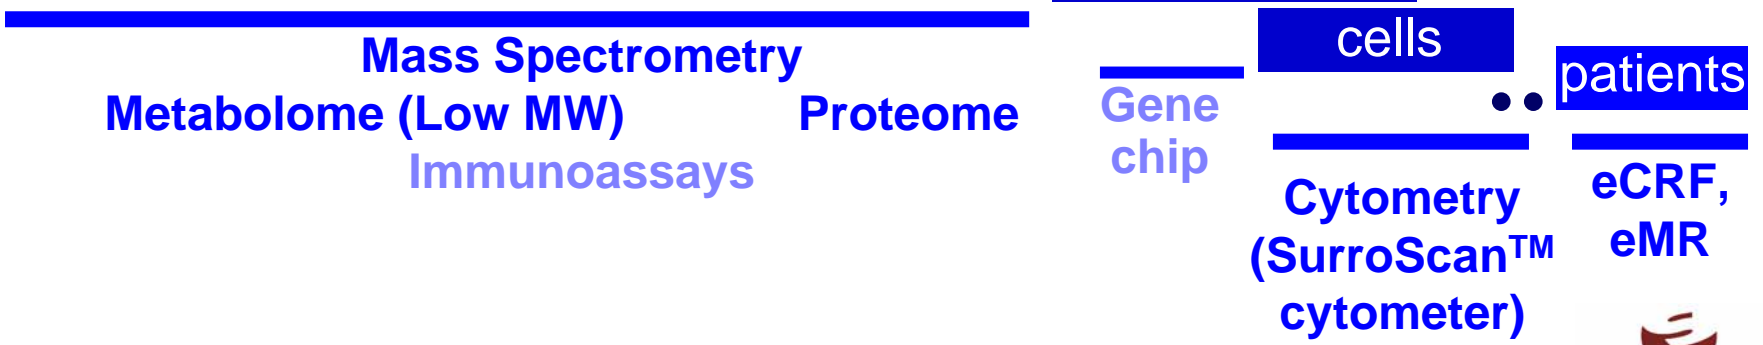 Mass Spectrometry
Metabolome (Low MW) Proteome
Immunoassays
Gene
chip
cells
Cytometry
(SurroScan™
cytometer)
patients
eCRF,
eMR